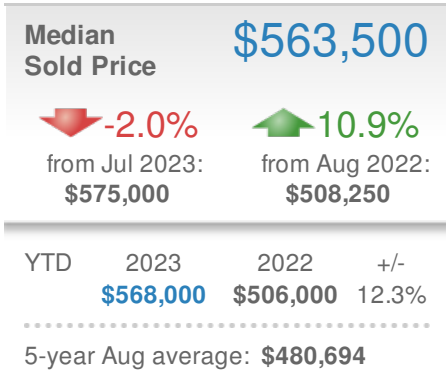 Median
Sold Price
$563,500
-2.0%
from Jul 2023:
$575,000
10.9%
from Aug 2022:
$508,250
YTD 2023 2022 +/-
$568,000 $506,000 12.3%
5-year Aug average: $480,694